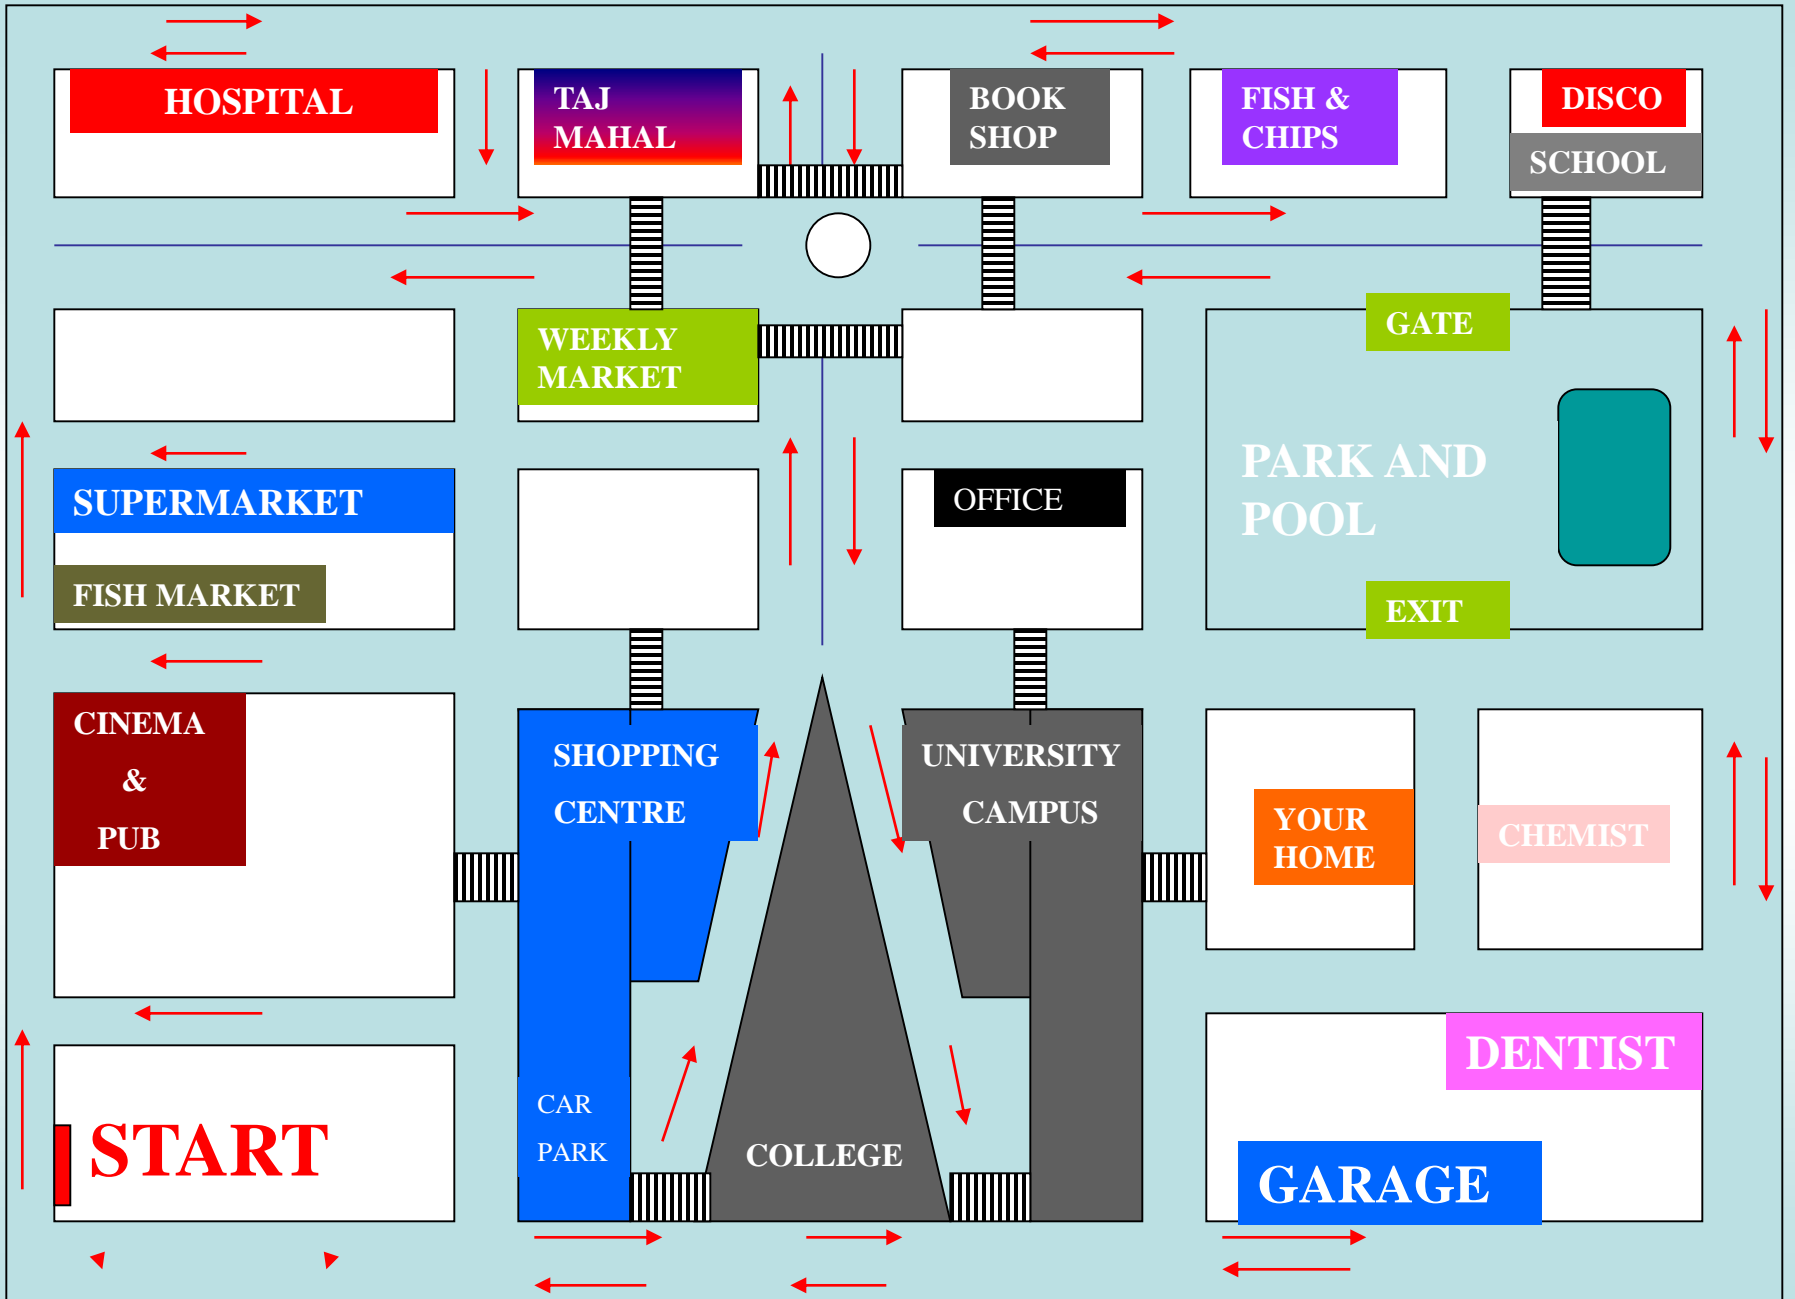 HOSPITAL
TAJ
MAHAL
BOOK
SHOP
FISH &
CHIPS
DISCO
SCHOOL
WEEKLY
MARKET
GATE
SUPERMARKET
OFFICE
PARK AND
POOL
FISH MARKET
EXIT
CINEMA
&
PUB
SHOPPING
CENTRE
UNIVERSITY
CAMPUS
YOUR
HOME
CHEMIST
START
CAR
PARK
COLLEGE
DENTIST
GARAGE